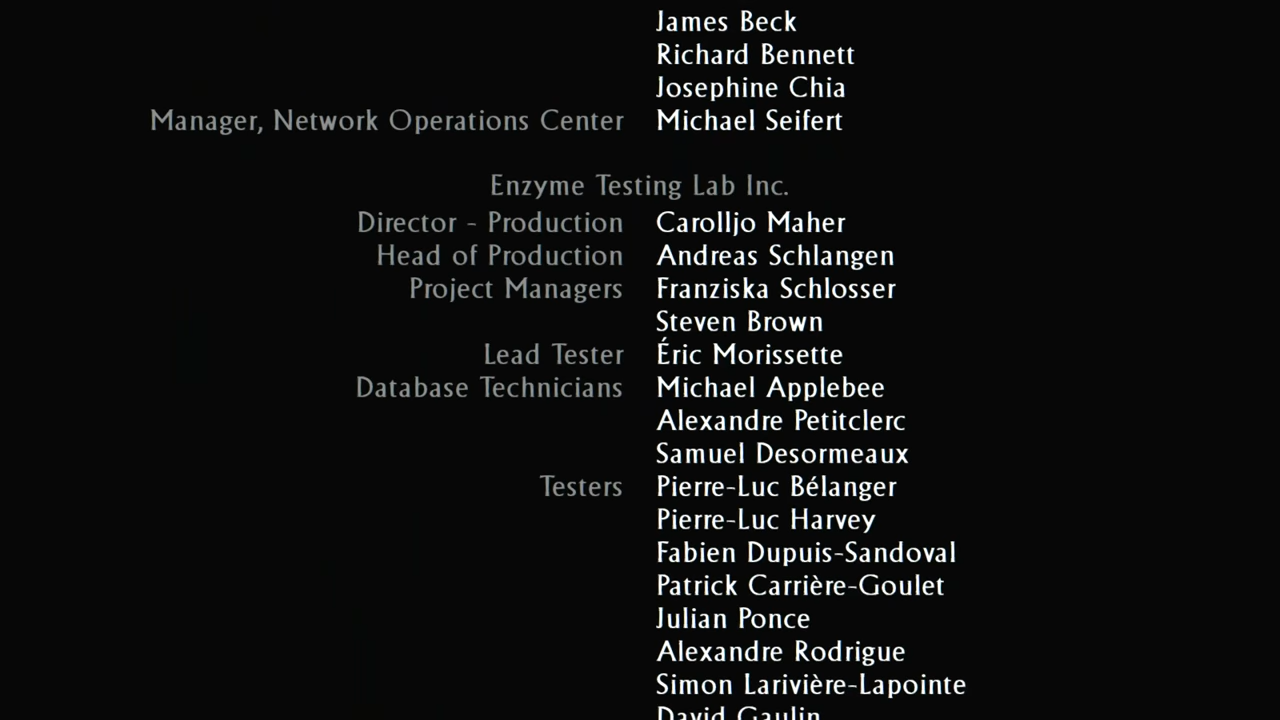 James Beck
Richard Bennett
Josephine Chia
Manager, Network Operations Center Michael Seifert
Enzyme Testing Lab Inc.
Director - Production Carolljo Maher
Head of Production Andreas Schlangen
Project Managers Franziska Schlosser
Steven Brown
Lead Tester Éric Morissette
Database Technicians Michael Applebee
Alexandre Petitclerc
Samuel Desormeaux
Testers Pierre-Luc Bélanger
Pierre-Luc Harvey
Fabien Dupuis-Sandoval
Patrick Carrière-Goulet
Julian Ponce
Alexandre Rodrigue
Simon Larivière-Lapointe
David Gaulin